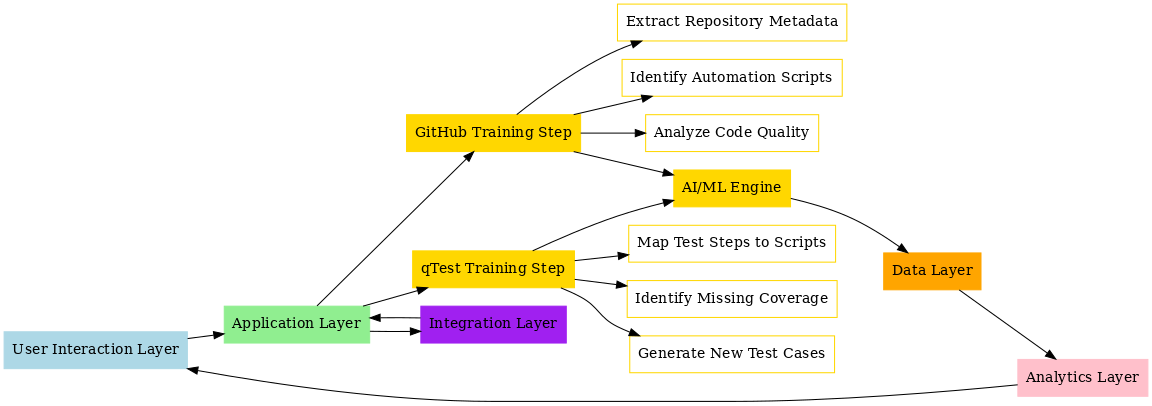 Extract Repository Metadata
Identify Automation Scripts
GitHub Training Step
Analyze Code Quality
AI/ML Engine
Map Test Steps to Scripts
qTest Training Step
Data Layer
Identify Missing Coverage
Application Layer
Integration Layer
User Interaction Layer
Generate New Test Cases
Analytics Layer